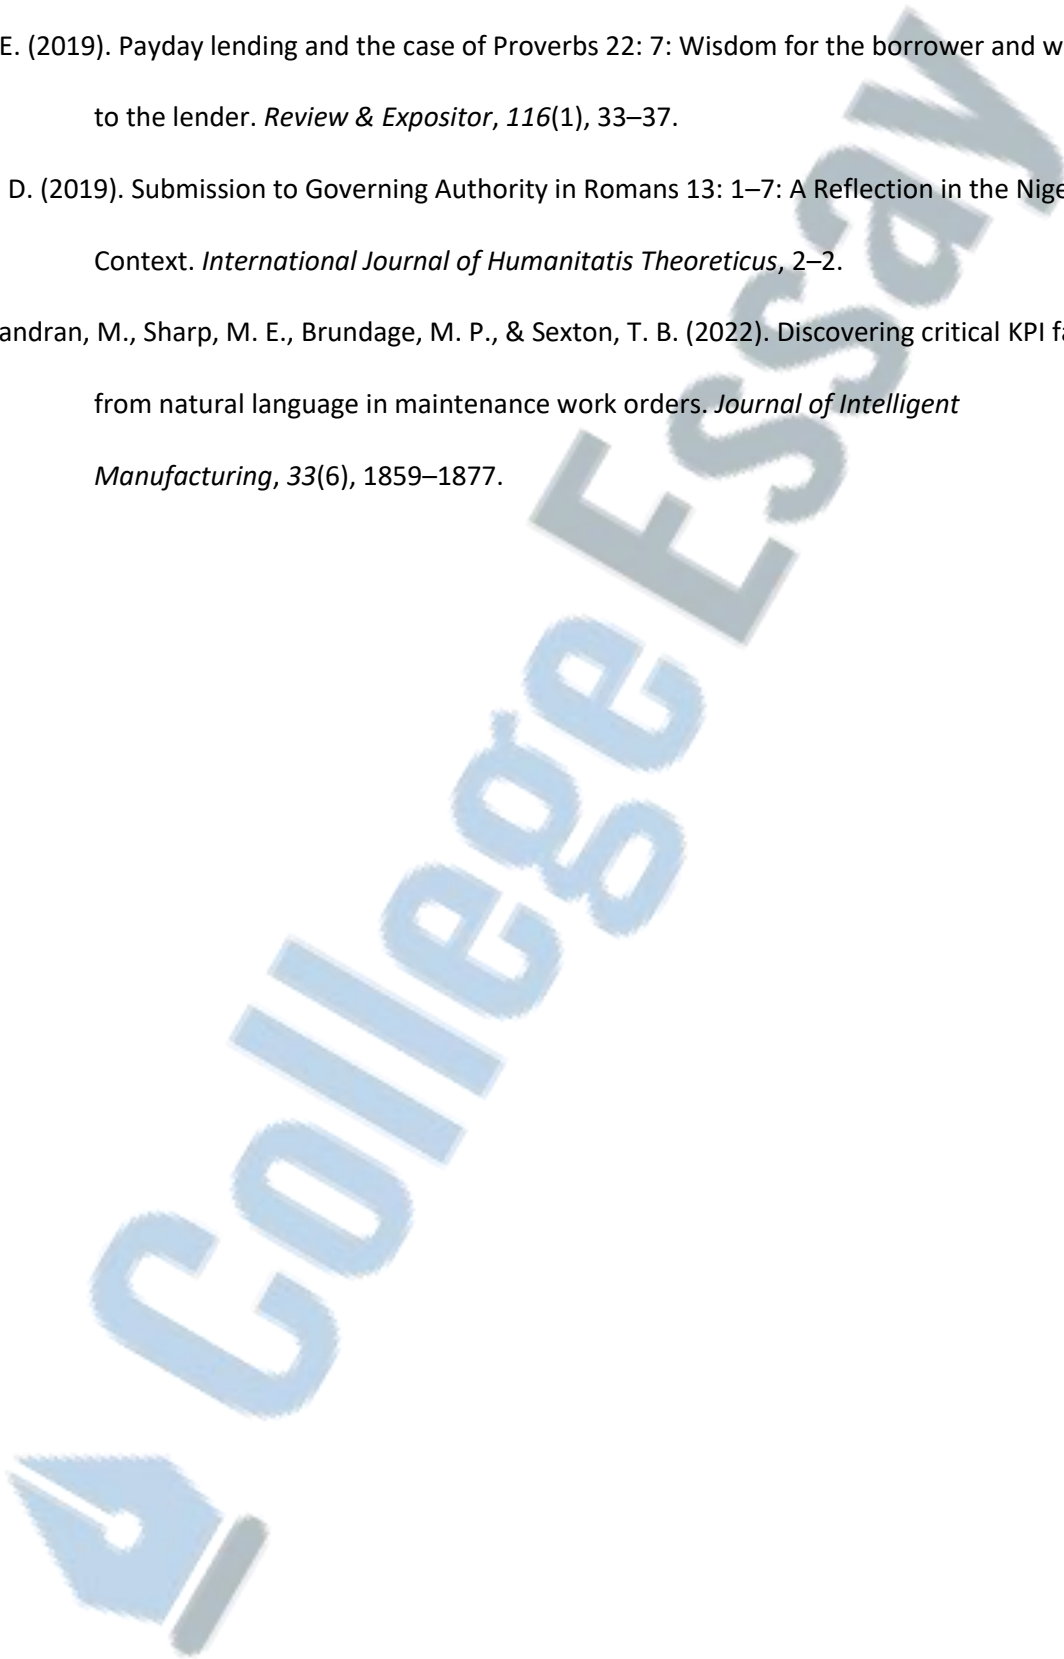 E. (2019). Payday lending and the case of Proverbs 22: 7: Wisdom for the borrower and w
to the lender. Review & Expositor, 116(1), 33–37.
D. (2019). Submission to Governing Authority in Romans 13: 1–7: A Reflection in the Nige
Context. International Journal of Humanitatis Theoreticus, 2–2.
andran, M., Sharp, M. E., Brundage, M. P., & Sexton, T. B. (2022). Discovering critical KPI fa
from natural language in maintenance work orders. Journal of Intelligent
Manufacturing, 33(6), 1859–1877.
College Essay